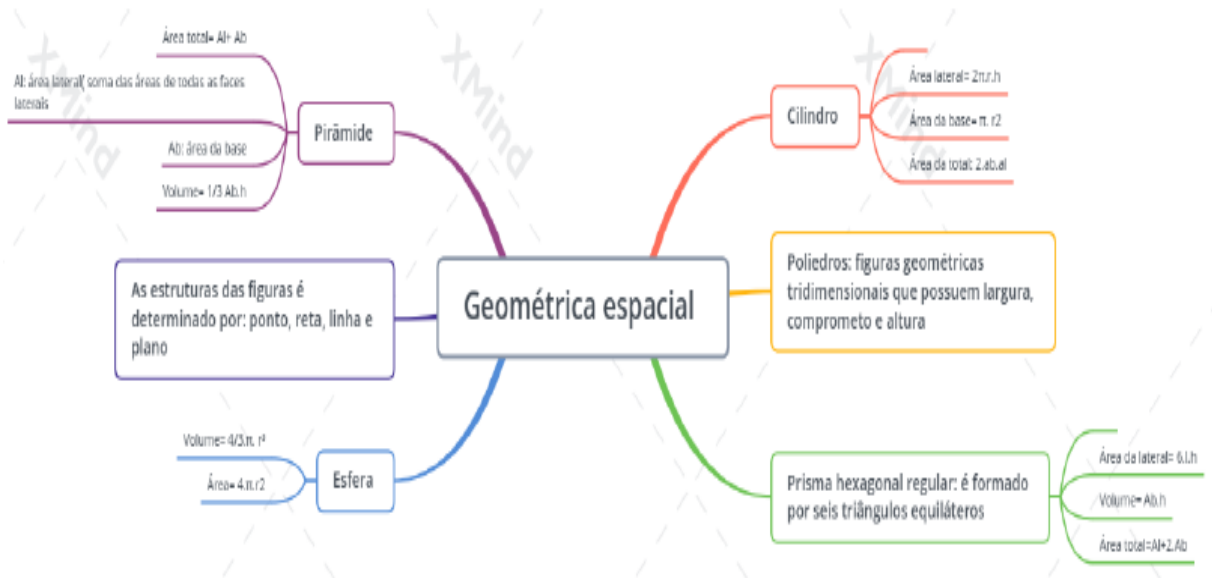 Geométrica espacial
Pirâmide
Área total= Al+ Ab
Al: área lateral/ soma das áreas de todas as faces
laterais
Ab: área da base
Volume= 1/3 Ab.h
As estruturas das figuras é
determinado por: ponto, reta, linha e
plano
Esfera
Volume= 4/3.π. r³
Área= 4.π.r2
Cilindro
Área lateral= 2π.r.h
Área da base= π. r2
Área da total: 2.ab.al
Poliedros: figuras geométricas
tridimensionais que possuem largura,
comprometo e altura
Prisma hexagonal regular: é formado
por seis triângulos equiláteros
Área da lateral= 6.l.h
Volume= Ab.h
Área total=Al+2.Ab
XMind
XMind
XMind